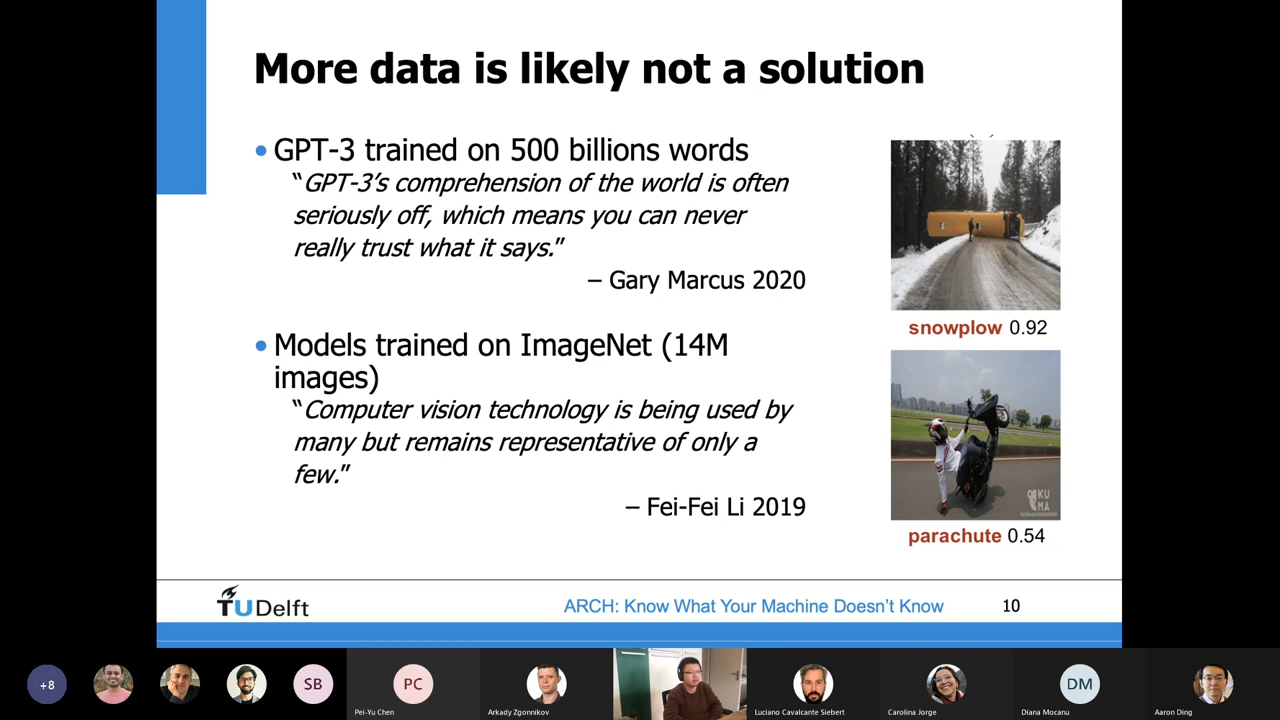 More data is likely not a solution
• GPT-3 trained on 500 billions words
"GPT-3's comprehension of the world is often
seriously off, which means you can never
really trust what it says."
– Gary Marcus 2020
• Models trained on ImageNet (14M
images)
"Computer vision technology is being used by
many but remains representative of only a
few."
– Fei-Fei Li 2019
snowplow 0.92
KU
MA
parachute 0.54
TUDelft
ARCH: Know What Your Machine Doesn't Know
10
+8
SB
PC
DM
Pei-Yu Chen
Arkady Zgonnikov
Luciano Cavalcante Siebert
Carolina Jorge
Diana Mocanu
Aaron Ding